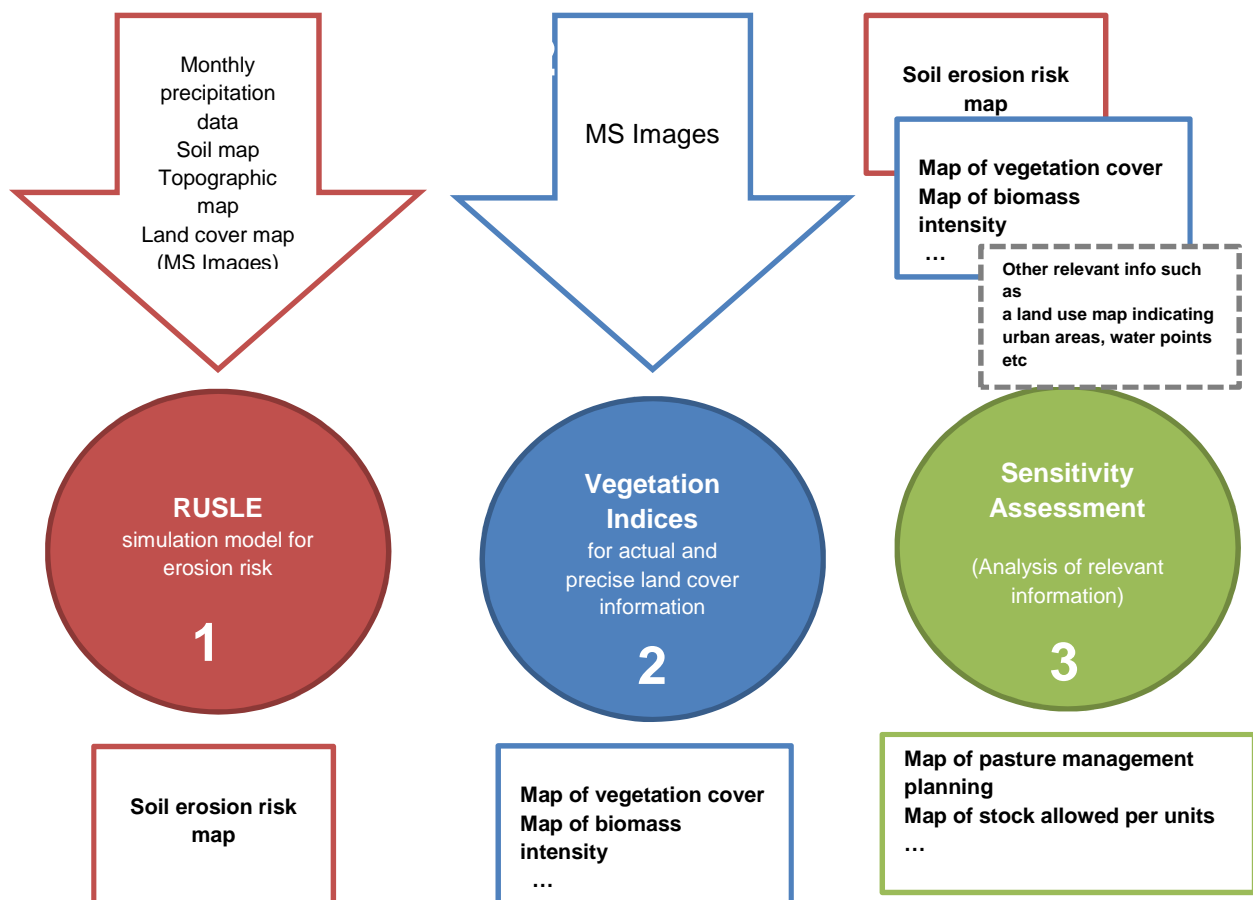 Monthly
precipitation
data
Soil map
Topographic
map
Land cover map
(MS Images)
2
MS Images
Soil erosion risk
map
Map of vegetation cover
Map of biomass
intensity
…
Other relevant info such
as
a land use map indicating
urban areas, water points
etc
RUSLE
simulation model for
erosion risk
1
Vegetation
Indices
for actual and
precise land cover
information
2
Sensitivity
Assessment
(Analysis of relevant
information)
3
Soil erosion risk
map
Map of vegetation cover
Map of biomass
intensity
…
Map of pasture management
planning
Map of stock allowed per units
…